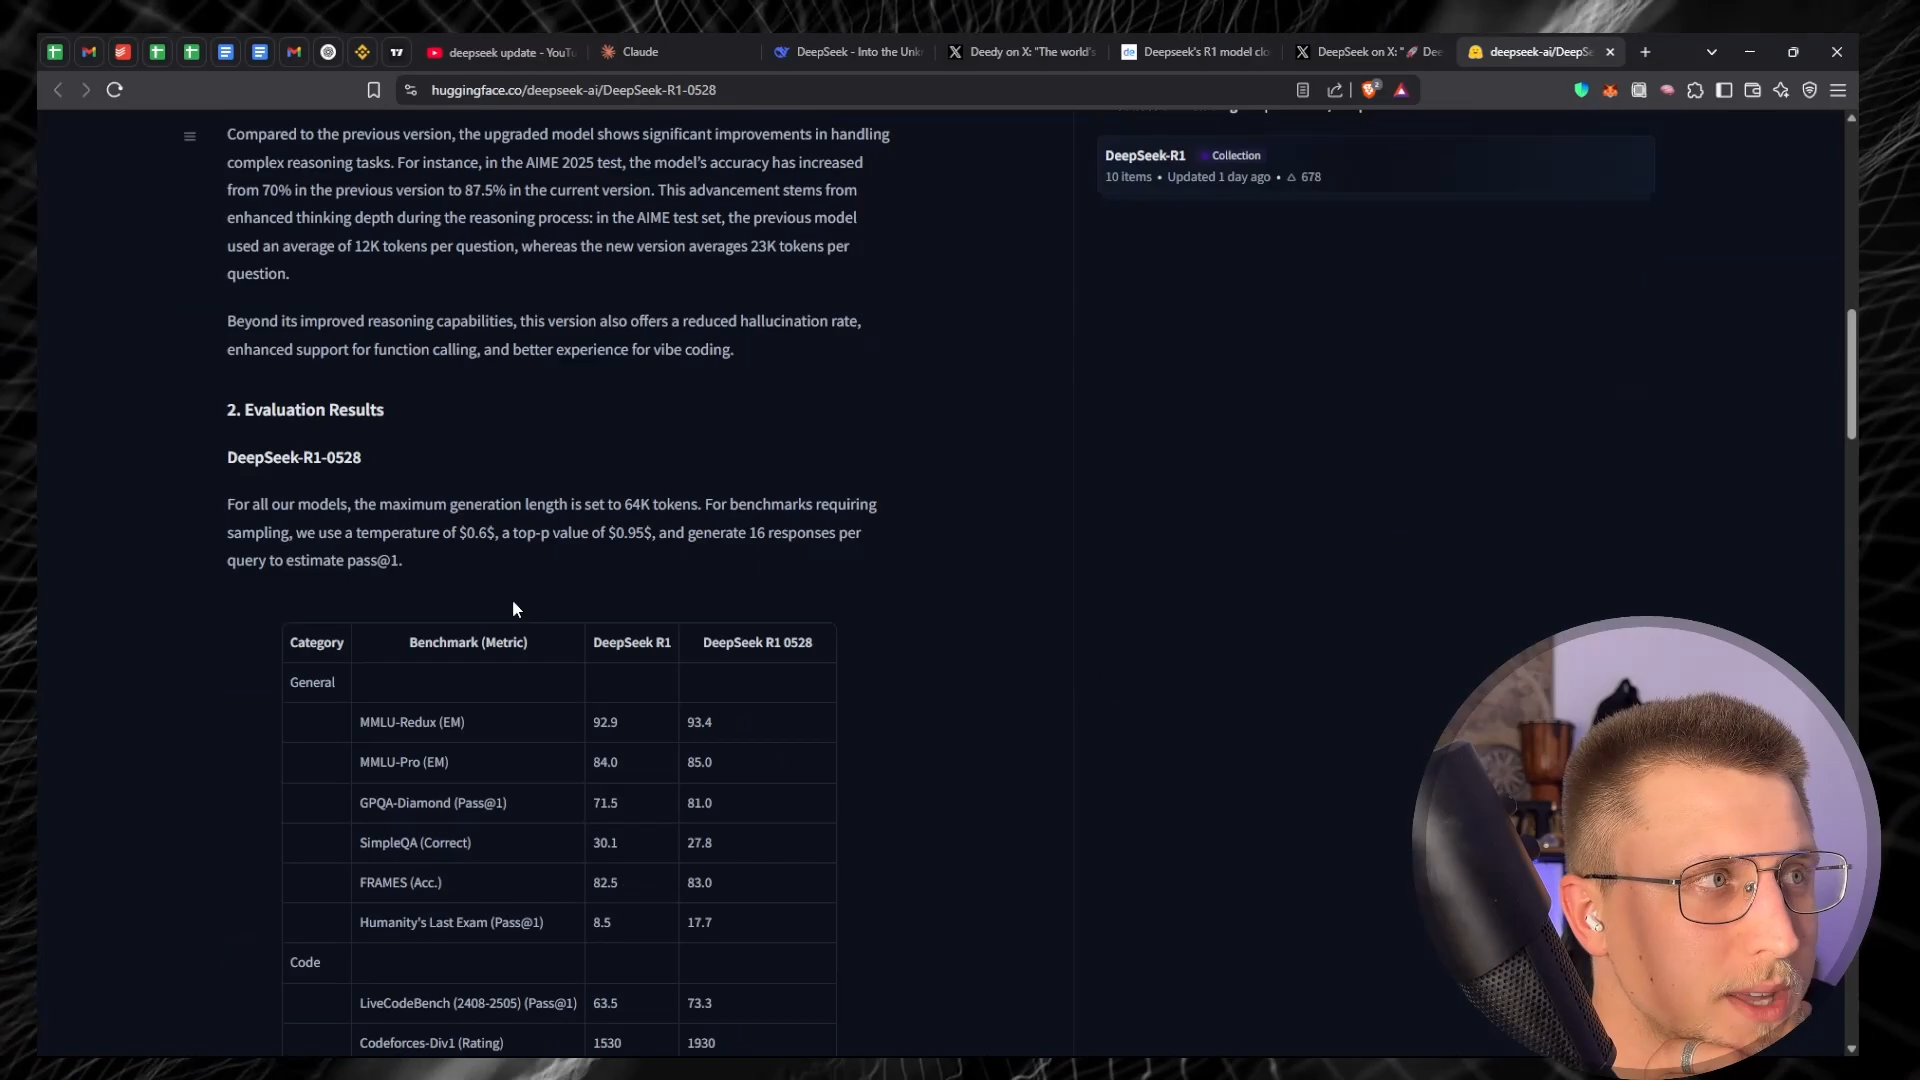 deepseek update - YouTu
Claude
DeepSeek - Into the Unk
Deedy on X: "The world's
Deepseek's R1 model clo
DeepSeek on X: "🚀 Dee
deepseek-ai/DeepSe
huggingface.co/deepseek-ai/DeepSeek-R1-0528
2
Compared to the previous version, the upgraded model shows significant improvements in handling
complex reasoning tasks. For instance, in the AIME 2025 test, the model's accuracy has increased
from 70% in the previous version to 87.5% in the current version. This advancement stems from
enhanced thinking depth during the reasoning process: in the AIME test set, the previous model
used an average of 12K tokens per question, whereas the new version averages 23K tokens per
question.
Beyond its improved reasoning capabilities, this version also offers a reduced hallucination rate,
enhanced support for function calling, and better experience for vibe coding.
2. Evaluation Results
DeepSeek-R1-0528
For all our models, the maximum generation length is set to 64K tokens. For benchmarks requiring
sampling, we use a temperature of $0.6$, a top-p value of $0.95$, and generate 16 responses per
query to estimate pass@1.
Category Benchmark (Metric) DeepSeek R1 DeepSeek R1 0528
General
MMLU-Redux (EM) 92.9 93.4
MMLU-Pro (EM) 84.0 85.0
GPQA-Diamond (Pass@1) 71.5 81.0
SimpleQA (Correct) 30.1 27.8
FRAMES (Acc.) 82.5 83.0
Humanity's Last Exam (Pass@1) 8.5 17.7
Code
LiveCodeBench (2408-2505) (Pass@1) 63.5 73.3
Codeforces-Div1 (Rating) 1530 1930
DeepSeek-R1 Collection
10 items • Updated 1 day ago • △ 678